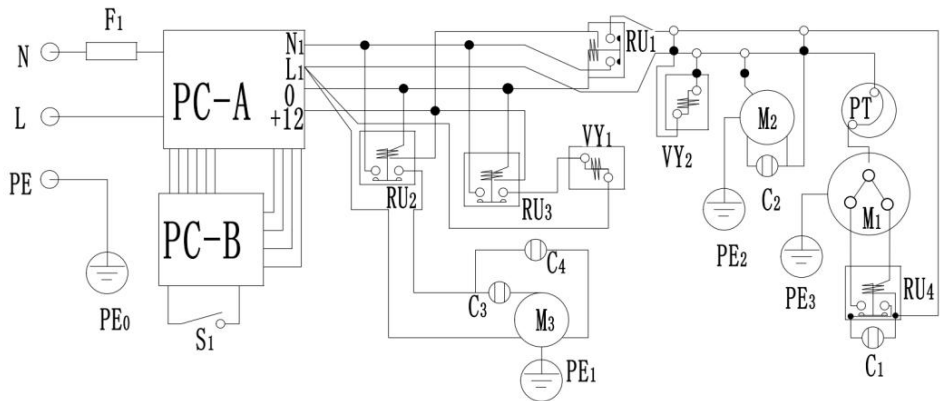 F1
N
L
PE
PE0
PC-A
N1
L1
0
+12
PC-B
S1
RU2
RU3
VY1
RU1
C4
C3
M3
PE1
VY2
M2
C2
PE2
PT
M1
PE3
RU4
C1